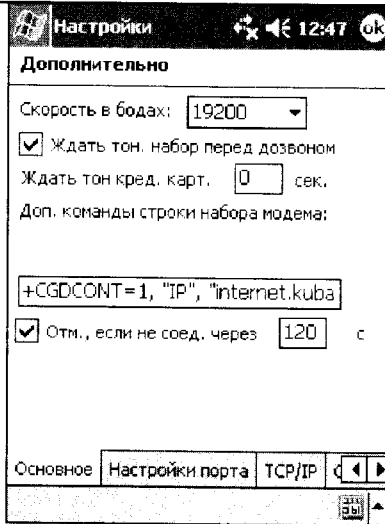 Настройки 12:47 ok
Дополнительно
Скорость в бодах: 19200
Ждать тон. набор перед дозвоном
Ждать тон кред. карт. 0 сек.
Доп. команды строки набора модема:
+CGDCONT=1, "IP", "internet.kuba
Отм., если не соед. через 120 с
Основное Настройки порта TCP/IP